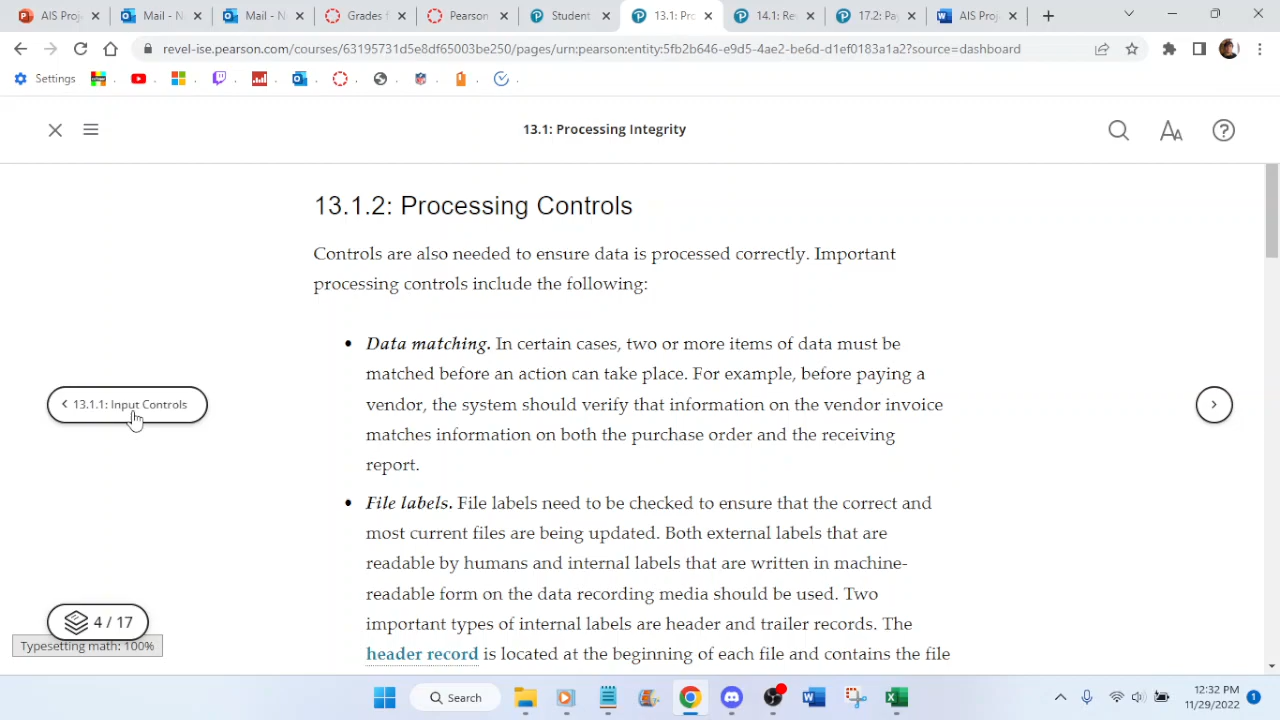 AIS Proj
Mail - N
Mail - N
Grades f
Pearson
Student
13.1: Pro
14.1: Re
17.2: Pay
AIS Proj
revel-ise.pearson.com/courses/63195731d5e8df65003be250/pages/urn:pearson:entity:5fb2b646-e9d5-4ae2-be6d-d1ef0183a1a2?source=dashboard
Settings
13.1: Processing Integrity
13.1.2: Processing Controls
Controls are also needed to ensure data is processed correctly. Important
processing controls include the following:
• Data matching. In certain cases, two or more items of data must be
matched before an action can take place. For example, before paying a
vendor, the system should verify that information on the vendor invoice
matches information on both the purchase order and the receiving
report.
• File labels. File labels need to be checked to ensure that the correct and
most current files are being updated. Both external labels that are
readable by humans and internal labels that are written in machine-
readable form on the data recording media should be used. Two
important types of internal labels are header and trailer records. The
header record is located at the beginning of each file and contains the file
13.1.1: Input Controls
4 / 17
Typesetting math: 100%
Search
12:32 PM
11/29/2022
1